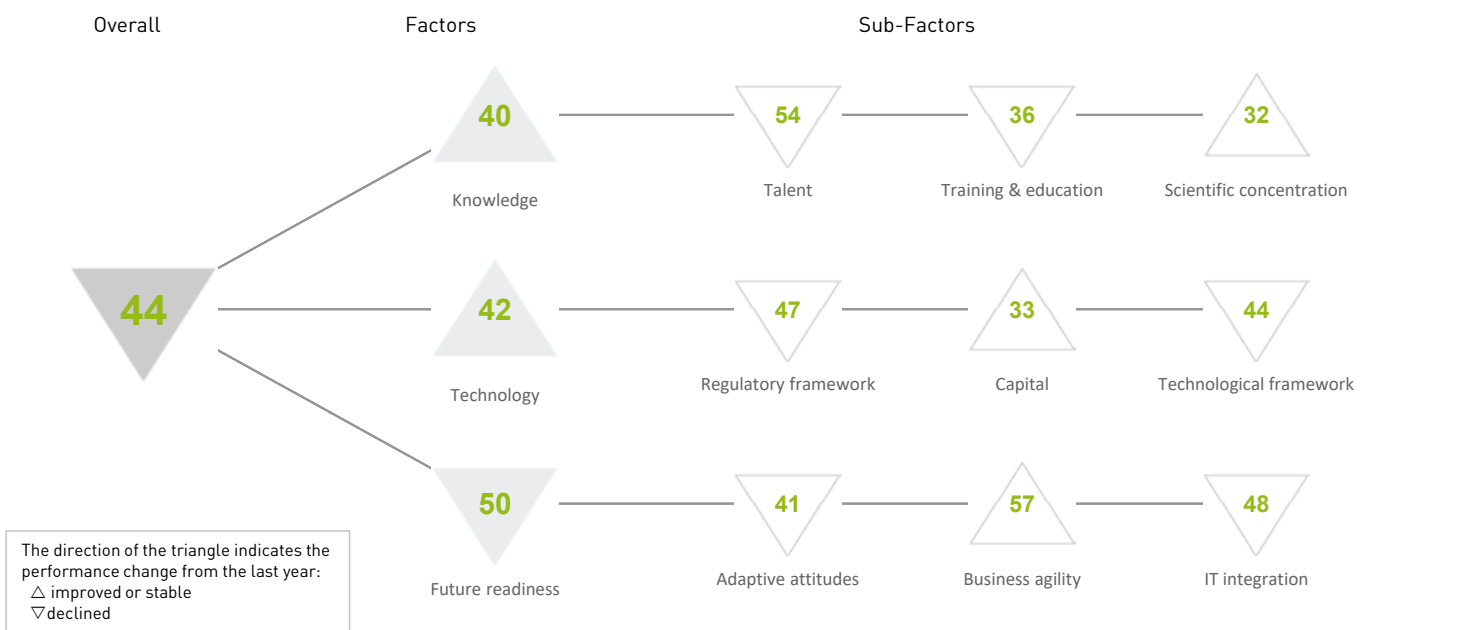 Overall
Factors
Sub-Factors
40
54
36
32
Knowledge
Talent
Training & education
Scientific concentration
44
42
47
33
44
Technology
Regulatory framework
Capital
Technological framework
50
41
57
48
Future readiness
Adaptive attitudes
Business agility
IT integration
The direction of the triangle indicates the
performance change from the last year:
△ improved or stable
▽ declined